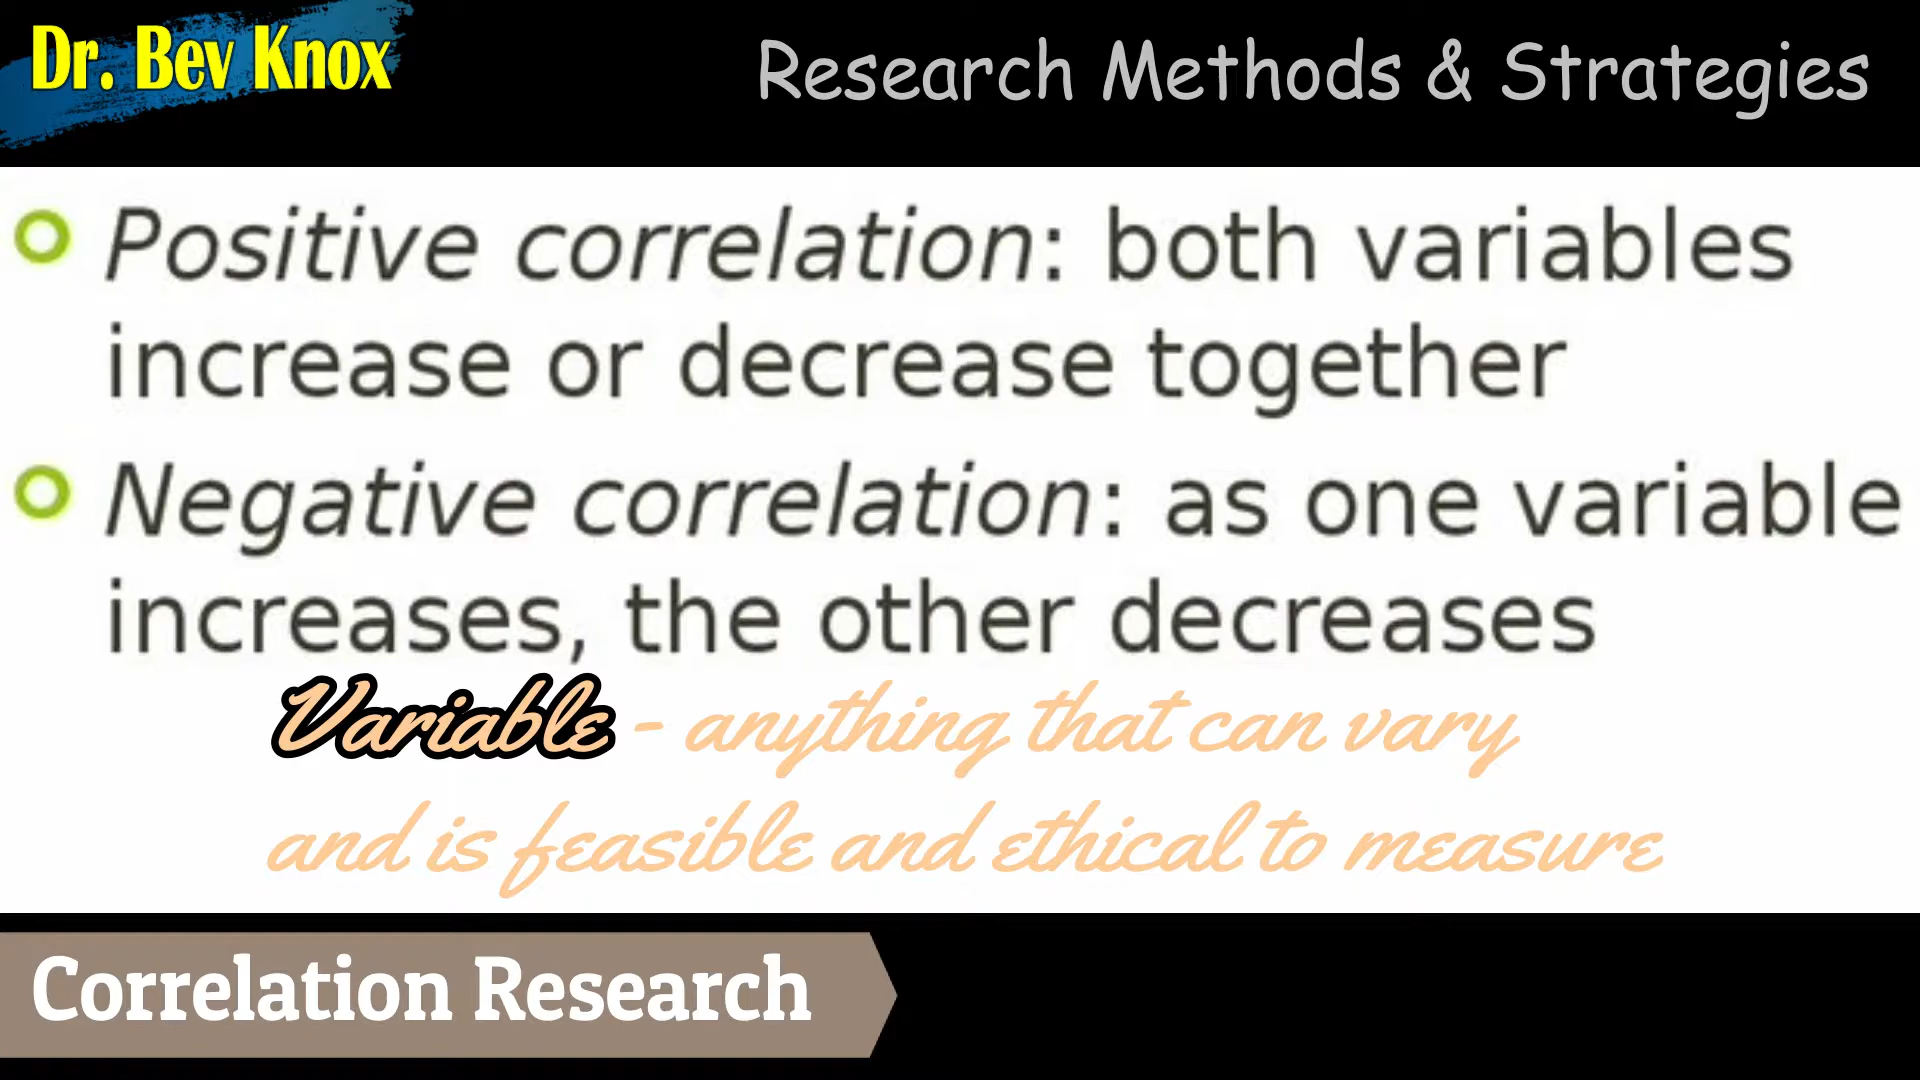 Dr. Bev Knox
Research Methods & Strategies
Positive correlation: both variables
increase or decrease together
Negative correlation: as one variable
increases, the other decreases
Variable - anything that can vary
and is feasible and ethical to measure
Correlation Research